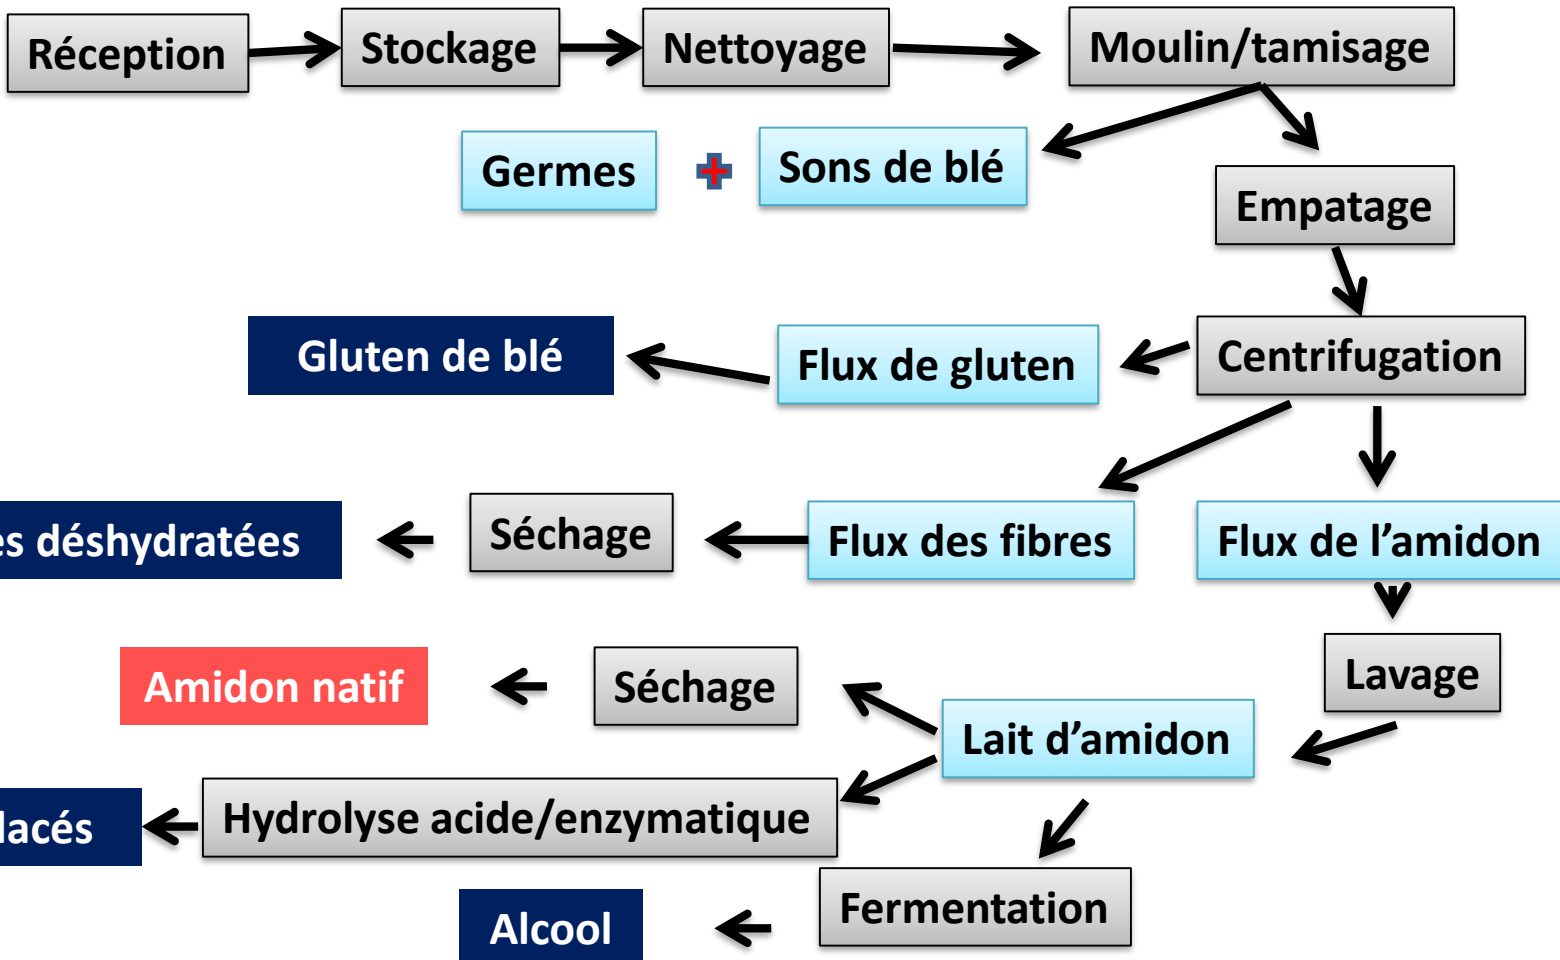 Réception
Stockage
Nettoyage
Moulin/tamisage
Germes
Sons de blé
Empatage
Gluten de blé
Flux de gluten
Centrifugation
déshydratées
Séchage
Flux des fibres
Flux de l’amidon
Amidon natif
Séchage
Lavage
Lait d’amidon
Hydrolyse acide/enzymatique
Fermentation
Alcool